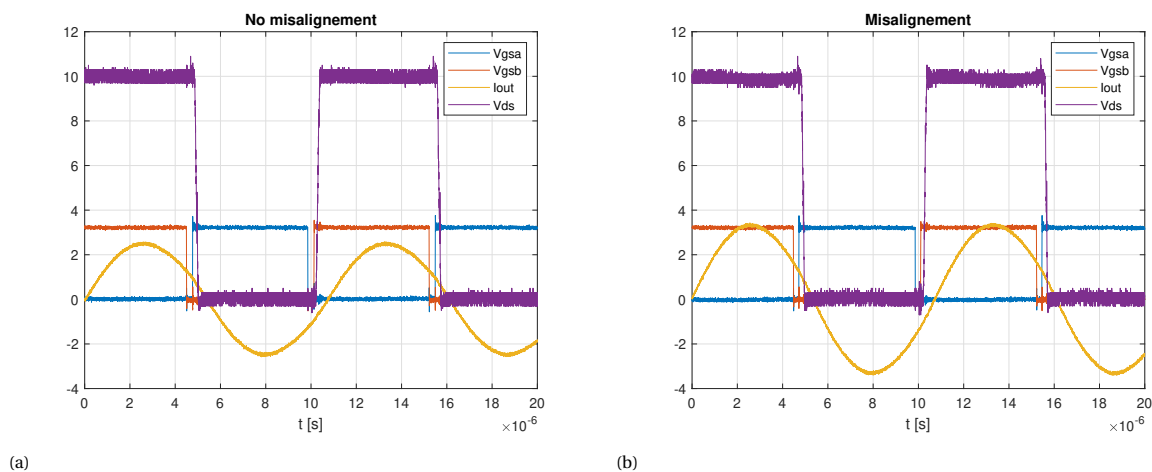 No misalignement
12
10
8
6
4
2
0
-2
-4
0 2 4 6 8 10 12 14 16 18 20
t [s]
×10⁻⁶
Vgsa
Vgsb
Iout
Vds
(a)
Misalignement
12
10
8
6
4
2
0
-2
-4
0 2 4 6 8 10 12 14 16 18 20
t [s]
×10⁻⁶
Vgsa
Vgsb
Iout
Vds
(b)